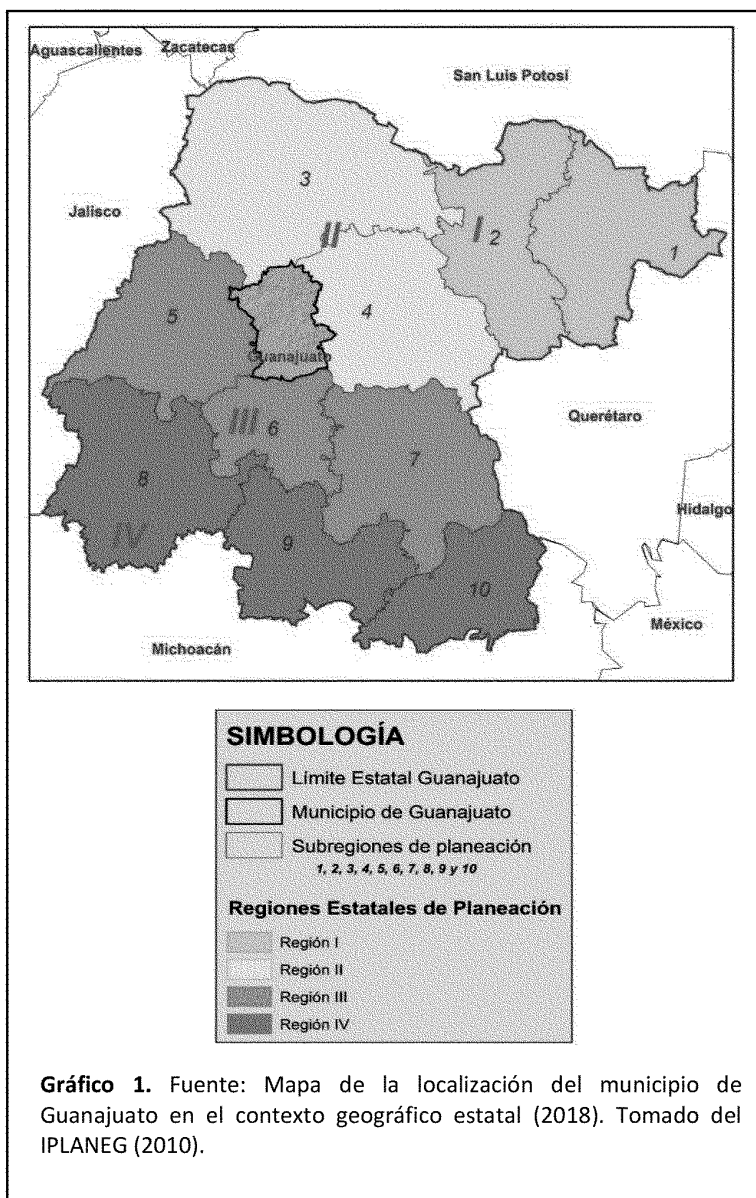 Aguascalientes
Zacatecas
San Luis Potosí
Jalisco
3
II
I
2
1
5
4
Guanajuato
III
6
Querétaro
7
8
IV
9
Hidalgo
10
México
Michoacán
SIMBOLOGÍA
Límite Estatal Guanajuato
Municipio de Guanajuato
Subregiones de planeación
1, 2, 3, 4, 5, 6, 7, 8, 9 y 10
Regiones Estatales de Planeación
Región I
Región II
Región III
Región IV
Gráfico 1. Fuente: Mapa de la localización del municipio de
Guanajuato en el contexto geográfico estatal (2018). Tomado del
IPLANEG (2010).